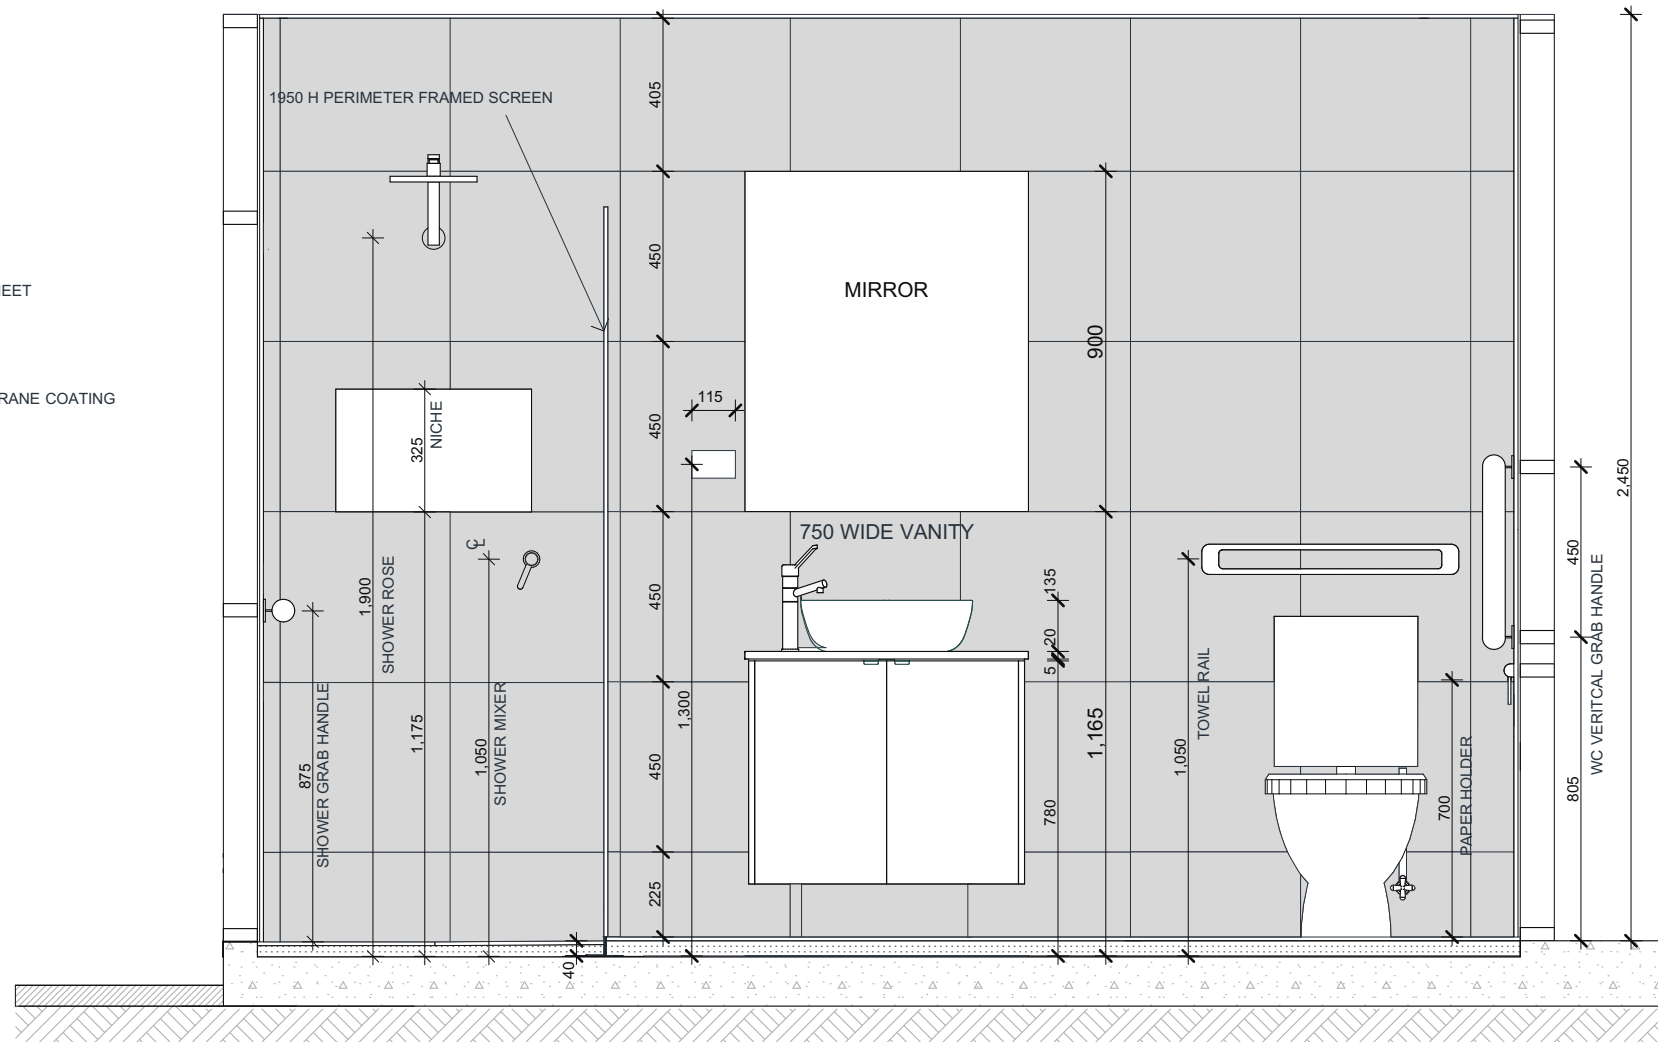 1950 H PERIMETER FRAMED SCREEN
405
450
MIRROR
EET
900
115
450
RANE COATING
NICHE
325
2,450
750 WIDE VANITY
CL
450
WC VERITCAL GRAB HANDLE
1,900
SHOWER ROSE
450
135
20
5
TOWEL RAIL
1,300
1,175
1,050
SHOWER MIXER
875
SHOWER GRAB HANDLE
450
1,165
1,050
780
700
PAPER HOLDER
805
225
40